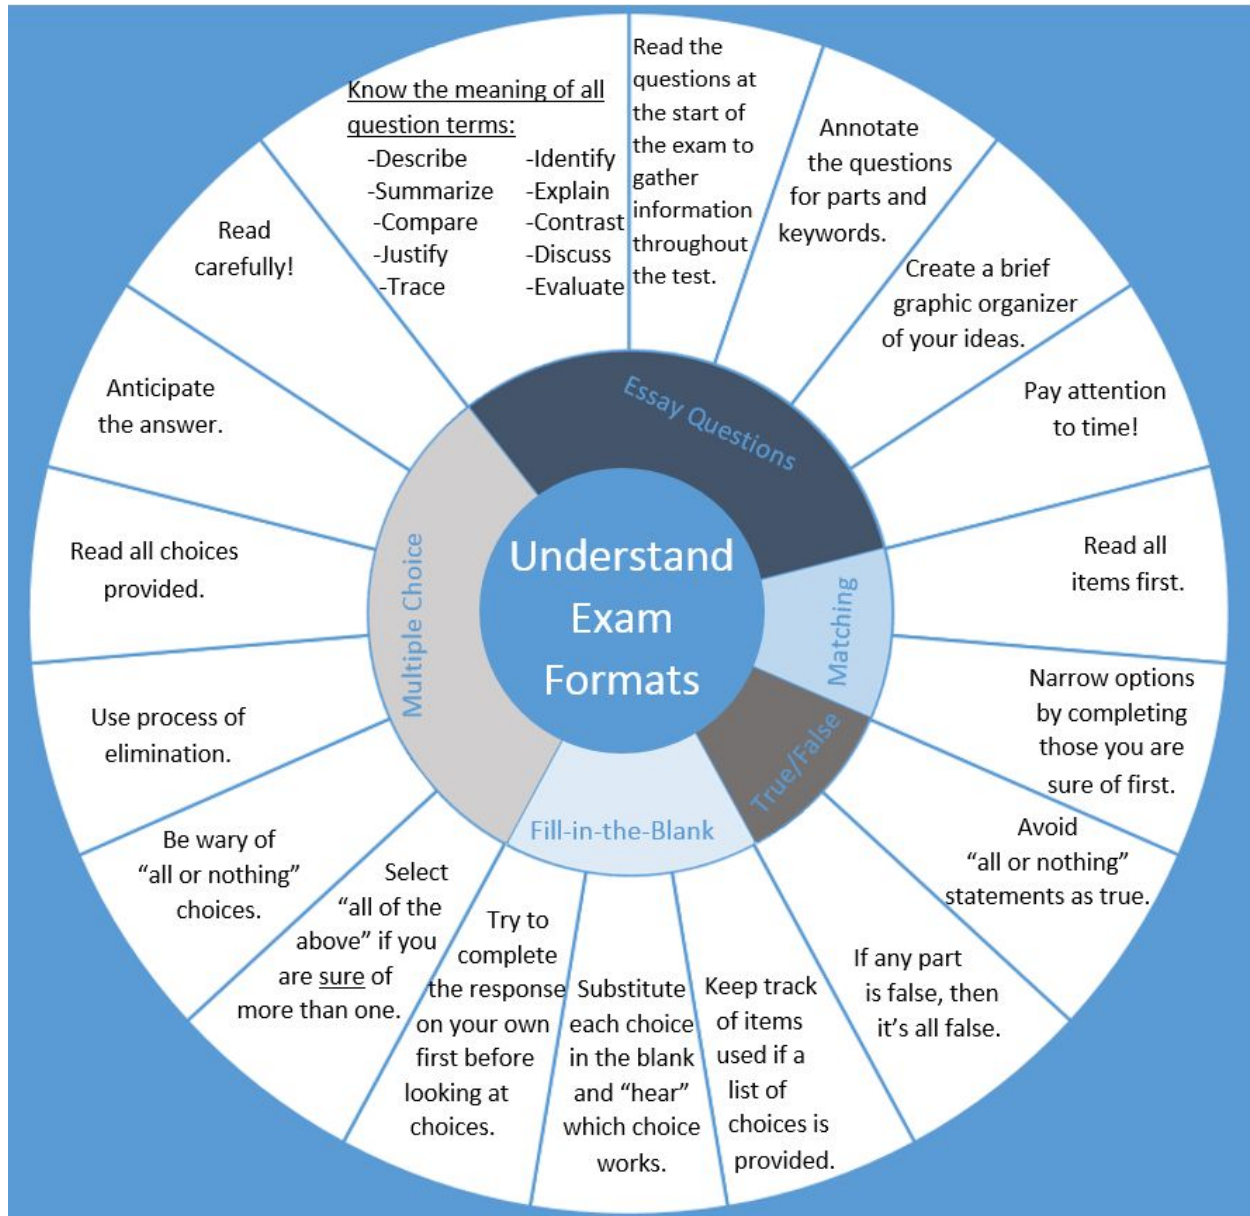 Understand
Exam
Formats
Essay Questions
Know the meaning of all
question terms:
-Describe
-Summarize
-Compare
-Justify
-Trace
-Identify
-Explain
-Contrast
-Discuss
-Evaluate
Read the
questions at
the start of
the exam to
gather
information
throughout
the test.
Annotate
the questions
for parts and
keywords.
Create a brief
graphic organizer
of your ideas.
Pay attention
to time!
Matching
Read all
items first.
Narrow options
by completing
those you are
sure of first.
True/False
Avoid
“all or nothing”
statements as true.
If any part
is false, then
it’s all false.
Fill-in-the-Blank
Keep track
of items
used if a
list of
choices is
provided.
Substitute
each choice
in the blank
and “hear”
which choice
works.
Try to
complete
the response
on your own
first before
looking at
choices.
Multiple Choice
Select
“all of the
above” if you
are sure of
more than one.
Be wary of
“all or nothing”
choices.
Use process of
elimination.
Read all choices
provided.
Anticipate
the answer.
Read
carefully!